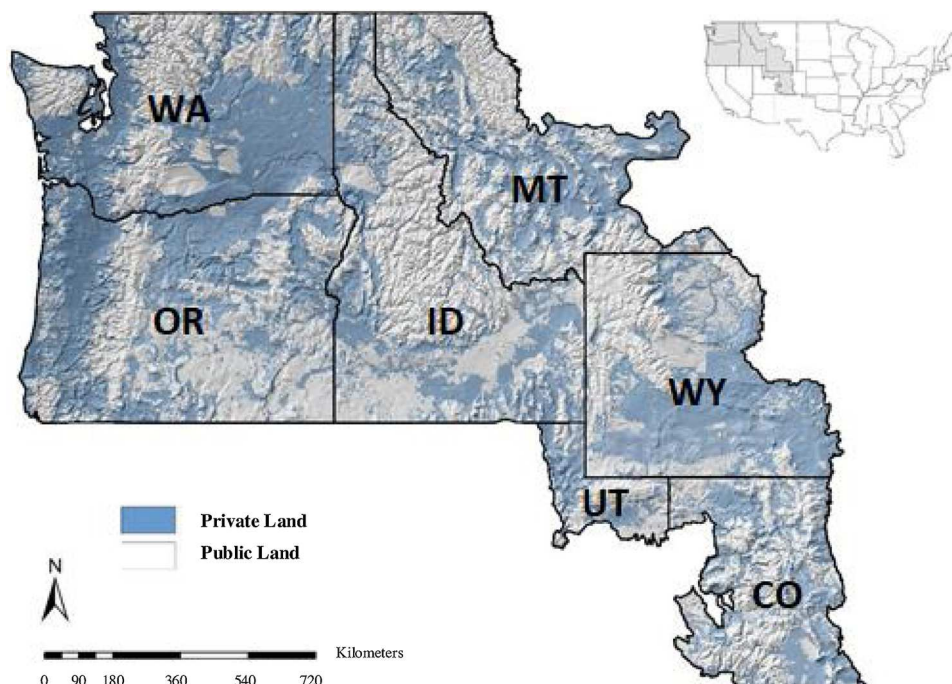 WA
MT
OR
ID
WY
UT
Private Land
Public Land
N
CO
Kilometers
0 90 180 360 540 720